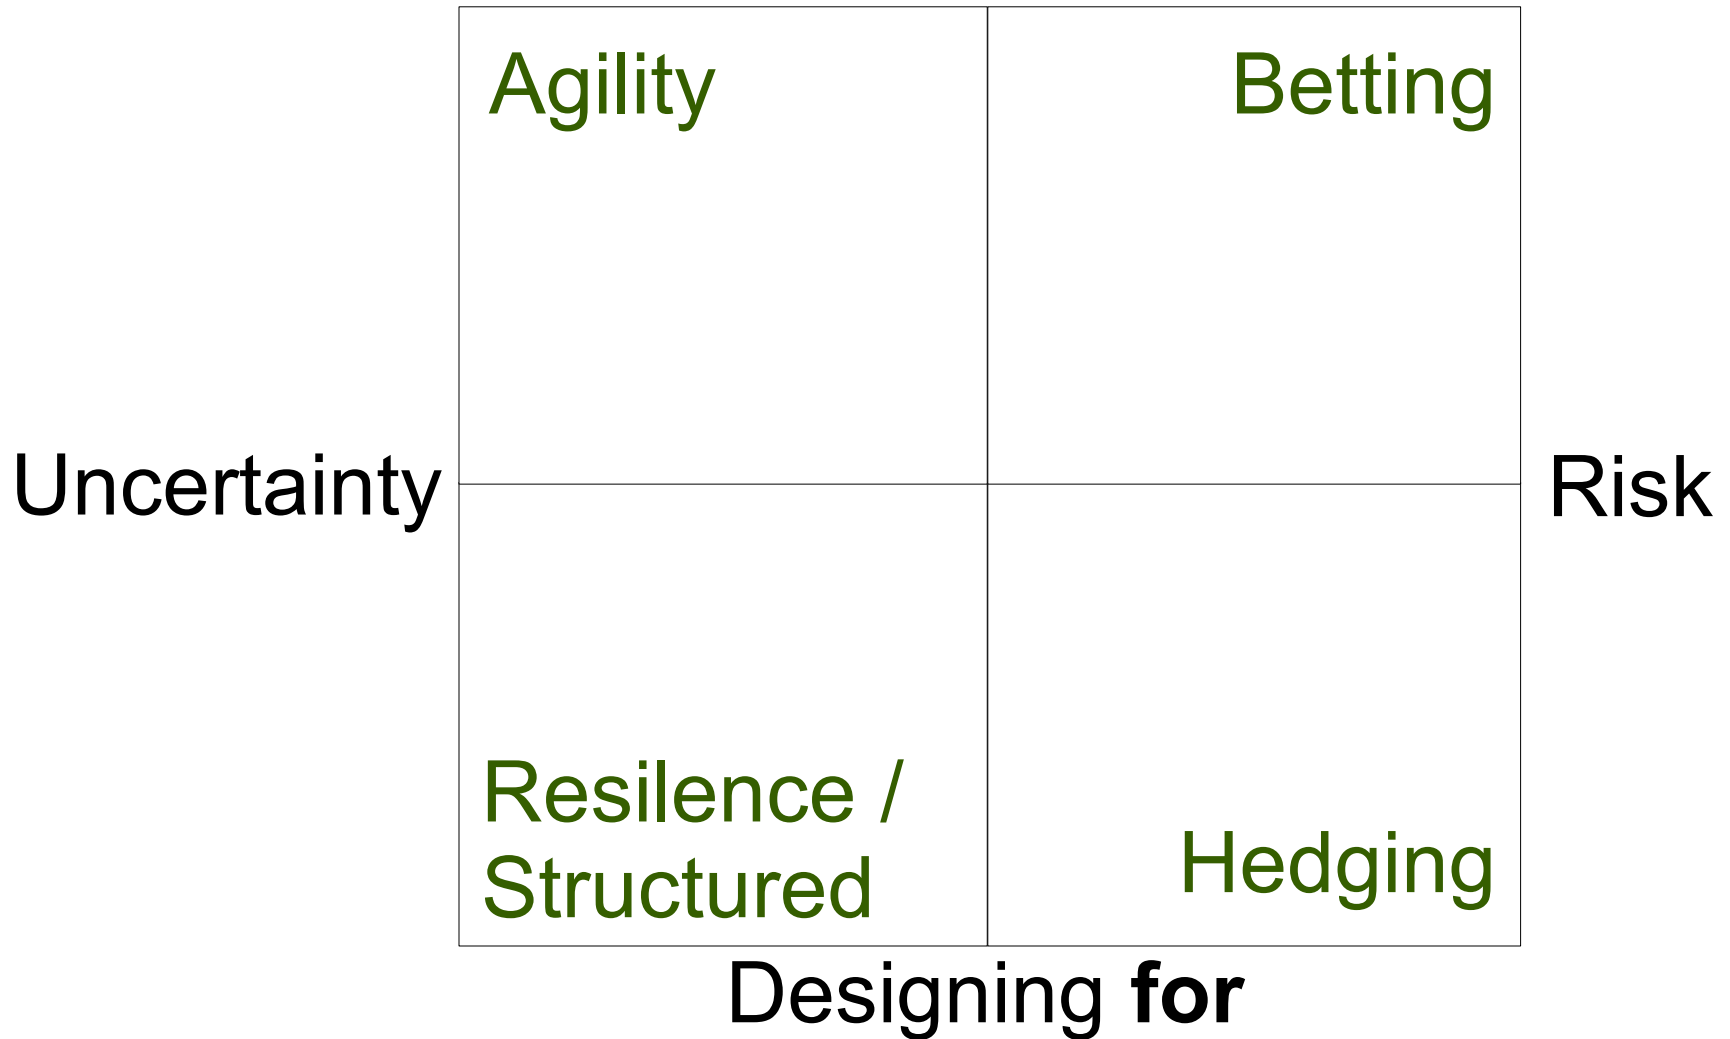 Agility
Betting
Uncertainty
Risk
Resilence /
Structured
Hedging
Designing for